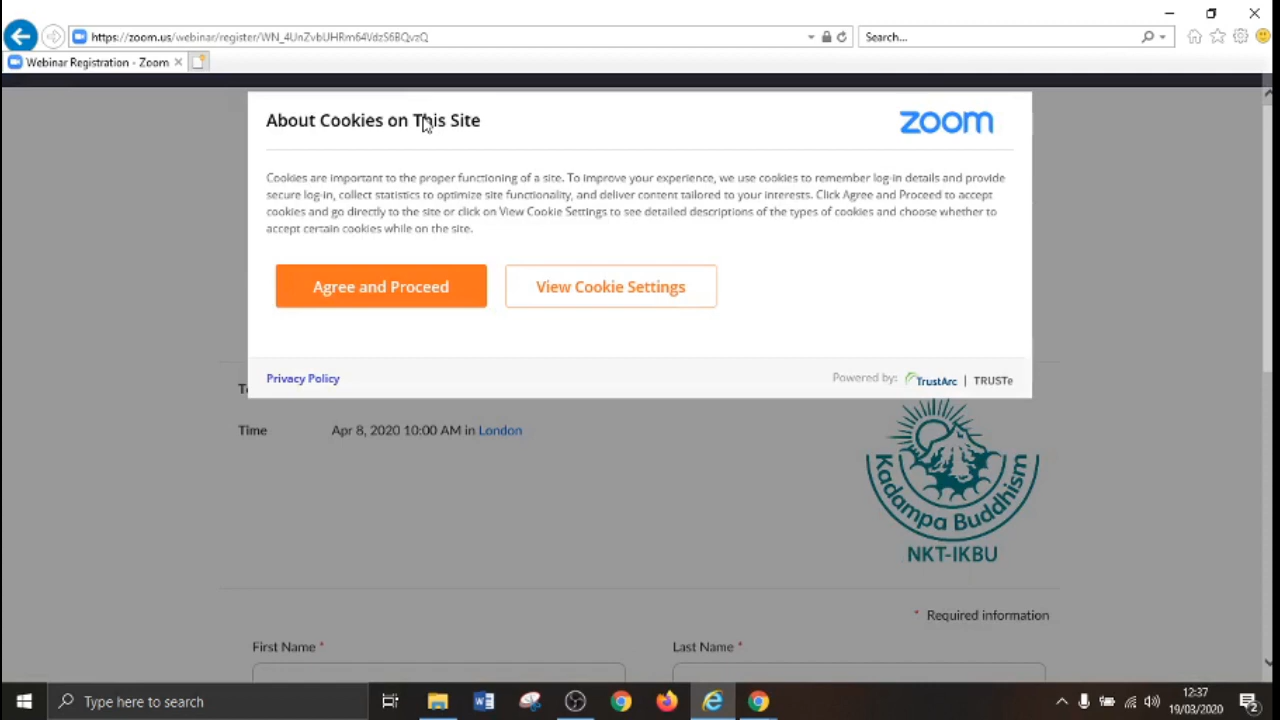 https://zoom.us/webinar/register/WN_4UnZvbUHRm64VdzS6BQvzQ
Search...
Webinar Registration - Zoom
About Cookies on This Site
zoom
Cookies are important to the proper functioning of a site. To improve your experience, we use cookies to remember log-in details and provide
secure log-in, collect statistics to optimize site functionality, and deliver content tailored to your interests. Click Agree and Proceed to accept
cookies and go directly to the site or click on View Cookie Settings to see detailed descriptions of the types of cookies and choose whether to
accept certain cookies while on the site.
Agree and Proceed
View Cookie Settings
Privacy Policy
Powered by: TrustArc | TRUSTe
Time
Apr 8, 2020 10:00 AM in London
Kadampa Buddhism
NKT-IKBU
* Required information
First Name *
Last Name *
Type here to search
12:37
19/03/2020
2